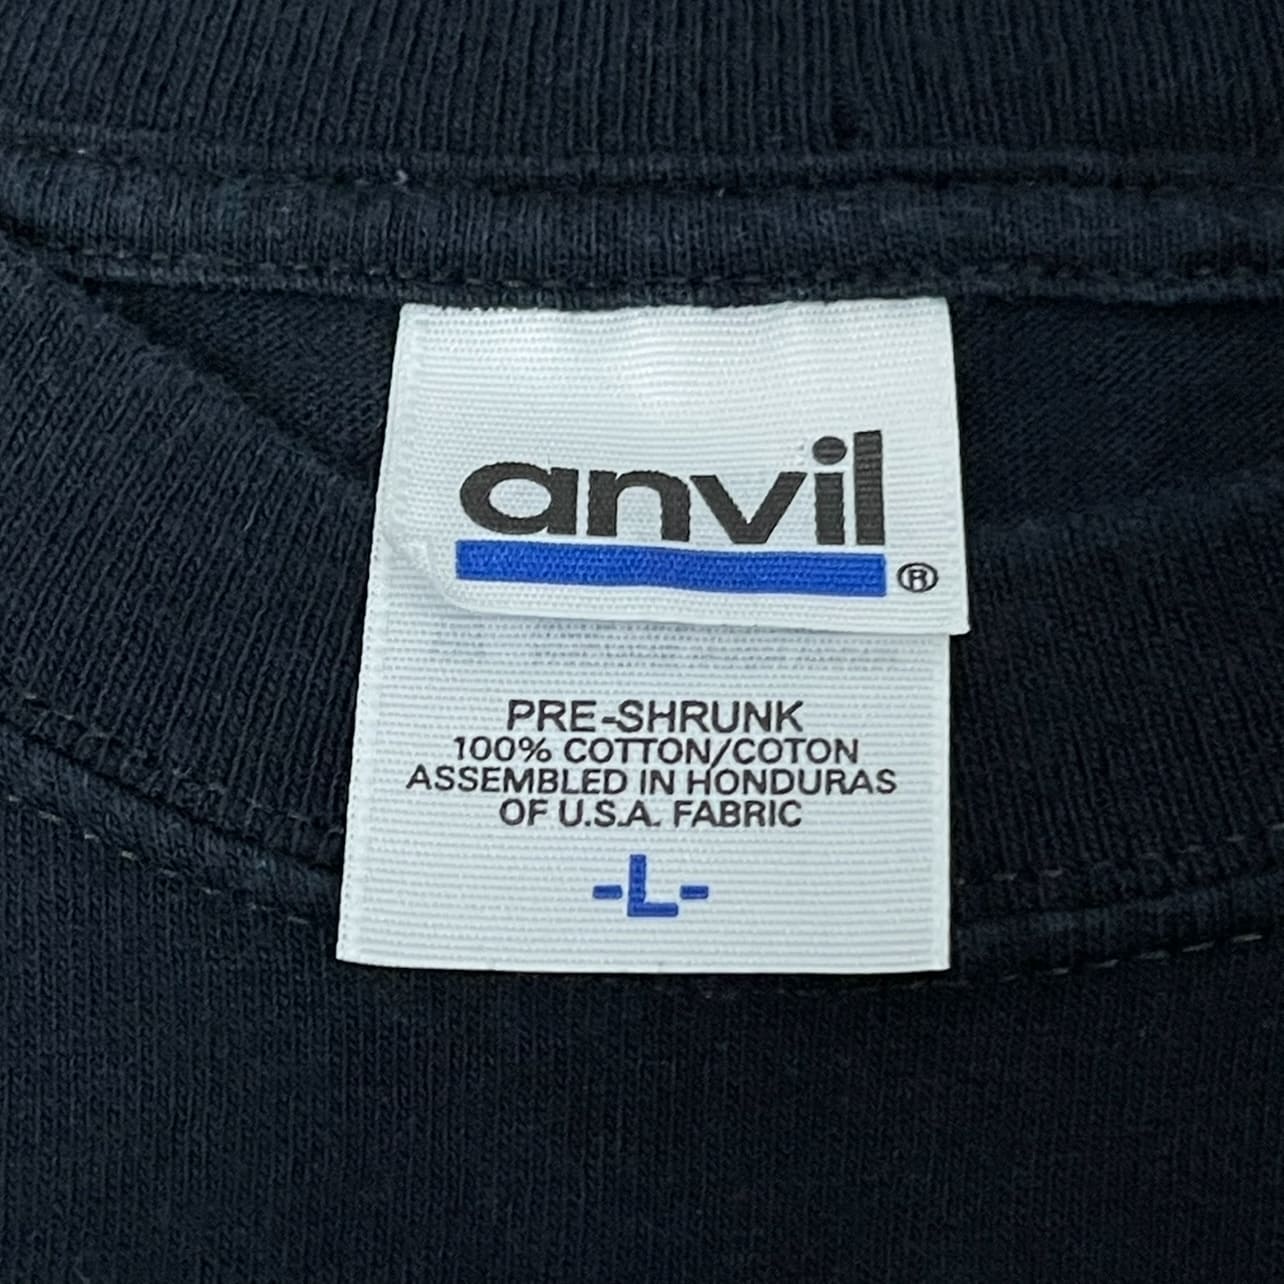 anvil
®
PRE-SHRUNK
100% COTTON/COTON
ASSEMBLED IN HONDURAS
OF U.S.A. FABRIC
-L-